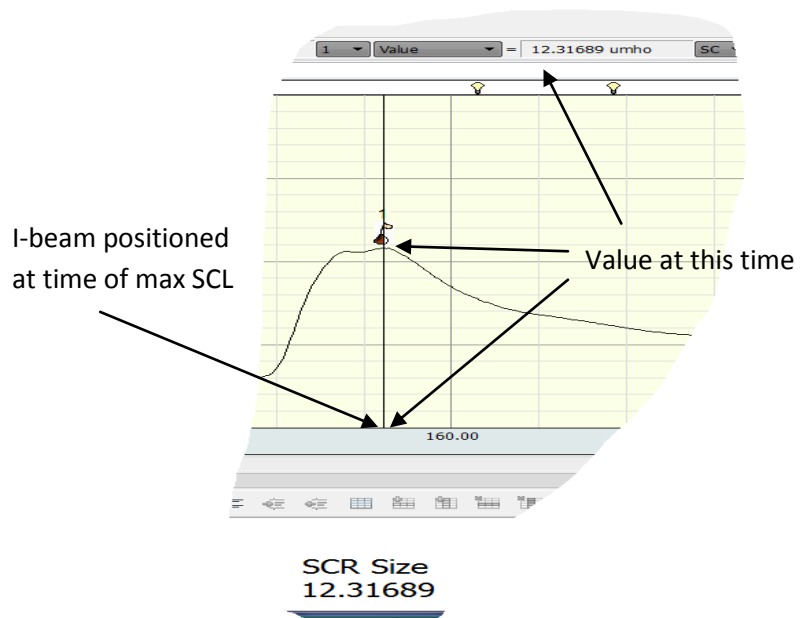 1 Value = 12.31689 umho SC
I-beam positioned
at time of max SCL
Value at this time
160.00
SCR Size
12.31689